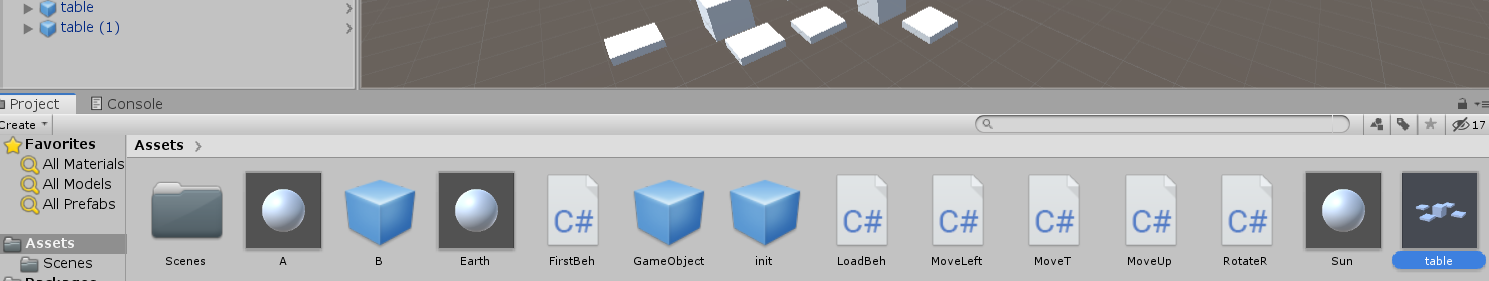 table
table (1)
Project Console
Create 17
Favorites
All Materials
All Models
All Prefabs
Assets
Scenes
Assets
Scenes A B Earth FirstBeh GameObject init LoadBeh MoveLeft MoveT MoveUp RotateR Sun table
C# C# C# C# C# C#